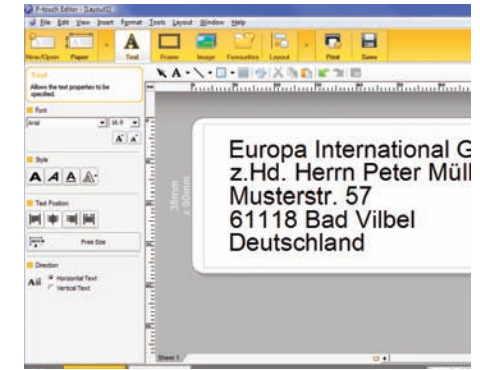 P-touch Editor - [Layout1]
File Edit View Insert Format Tools Layout Window Help
New/Open Paper Text Frame Image Favourites Layout Print Save
Text
Allows the text properties to be
specified.
Font
Arial 16.9
Style
Text Position
Free Size
Direction
Horizontal Text
Vertical Text
38mm
x 90mm
Europa International G
z.Hd. Herrn Peter Müll
Musterstr. 57
61118 Bad Vilbel
Deutschland
Sheet 1